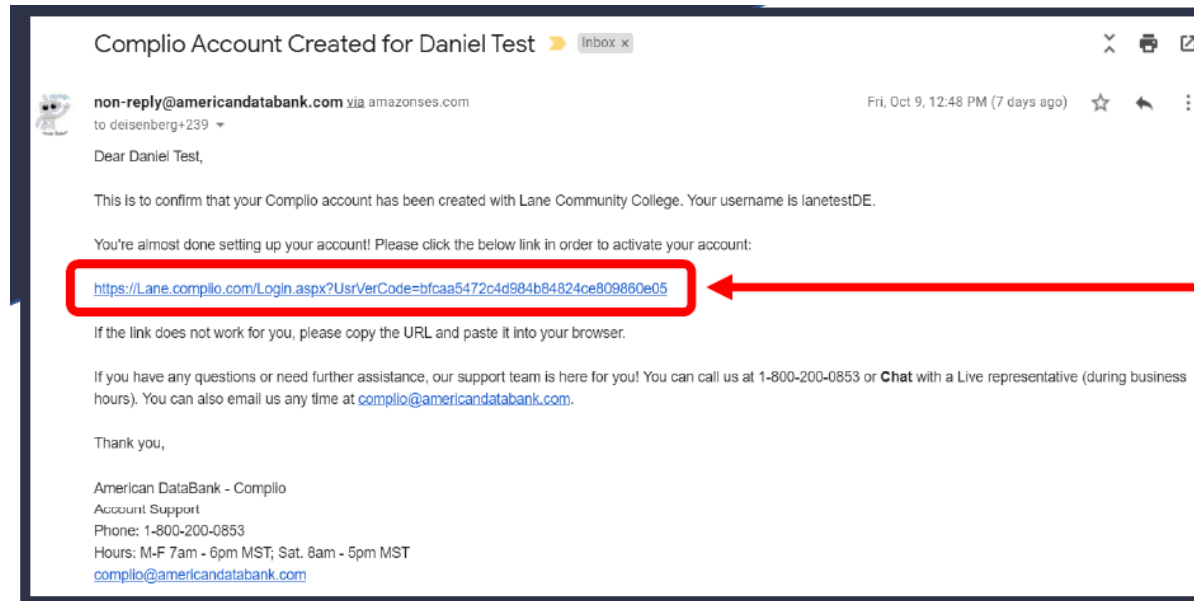 Complio Account Created for Daniel Test Inbox x
non-reply@americandatabank.com via amazonses.com Fri, Oct 9, 12:48 PM (7 days ago)
to deisenberg+239
Dear Daniel Test,
This is to confirm that your Complio account has been created with Lane Community College. Your username is lanetestDE.
You're almost done setting up your account! Please click the below link in order to activate your account:
https://Lane.complio.com/Login.aspx?UsrVerCode=bfcaa5472c4d984b84824ce809860e05
If the link does not work for you, please copy the URL and paste it into your browser.
If you have any questions or need further assistance, our support team is here for you! You can call us at 1-800-200-0853 or Chat with a Live representative (during business
hours). You can also email us any time at complio@americandatabank.com.
Thank you,
American DataBank - Complio
Account Support
Phone: 1-800-200-0853
Hours: M-F 7am - 6pm MST; Sat. 8am - 5pm MST
complio@americandatabank.com